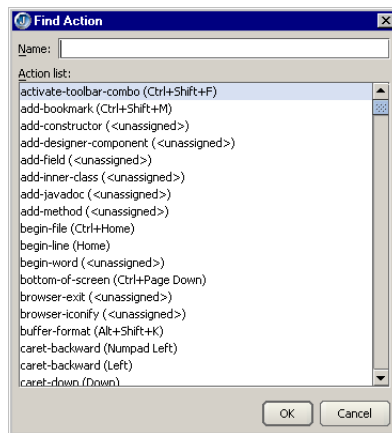 Find Action
Name:
Action list:
activate-toolbar-combo (Ctrl+Shift+F)
add-bookmark (Ctrl+Shift+M)
add-constructor (<unassigned>)
add-designer-component (<unassigned>)
add-field (<unassigned>)
add-inner-class (<unassigned>)
add-javadoc (<unassigned>)
add-method (<unassigned>)
begin-file (Ctrl+Home)
begin-line (Home)
begin-word (<unassigned>)
bottom-of-screen (Ctrl+Page Down)
browser-exit (<unassigned>)
browser-iconify (<unassigned>)
buffer-format (Alt+Shift+K)
caret-backward (Numpad Left)
caret-backward (Left)
caret-down (Down)
OK Cancel